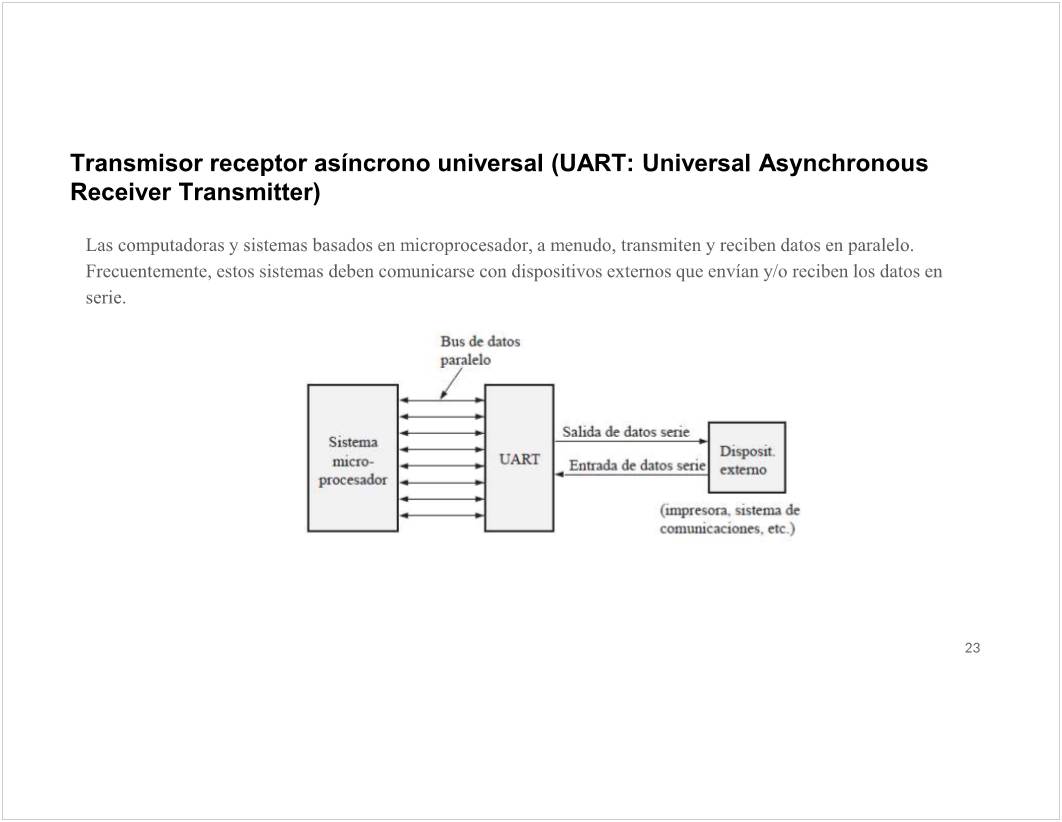 Transmisor receptor asíncrono universal (UART: Universal Asynchronous
Receiver Transmitter)
Las computadoras y sistemas basados en microprocesador, a menudo, transmiten y reciben datos en paralelo.
Frecuentemente, estos sistemas deben comunicarse con dispositivos externos que envían y/o reciben los datos en
serie.
Bus de datos
paralelo
Sistema
micro-
procesador
UART
Salida de datos serie
Entrada de datos serie
Disposit.
externo
(impresora, sistema de
comunicaciones, etc.)
23